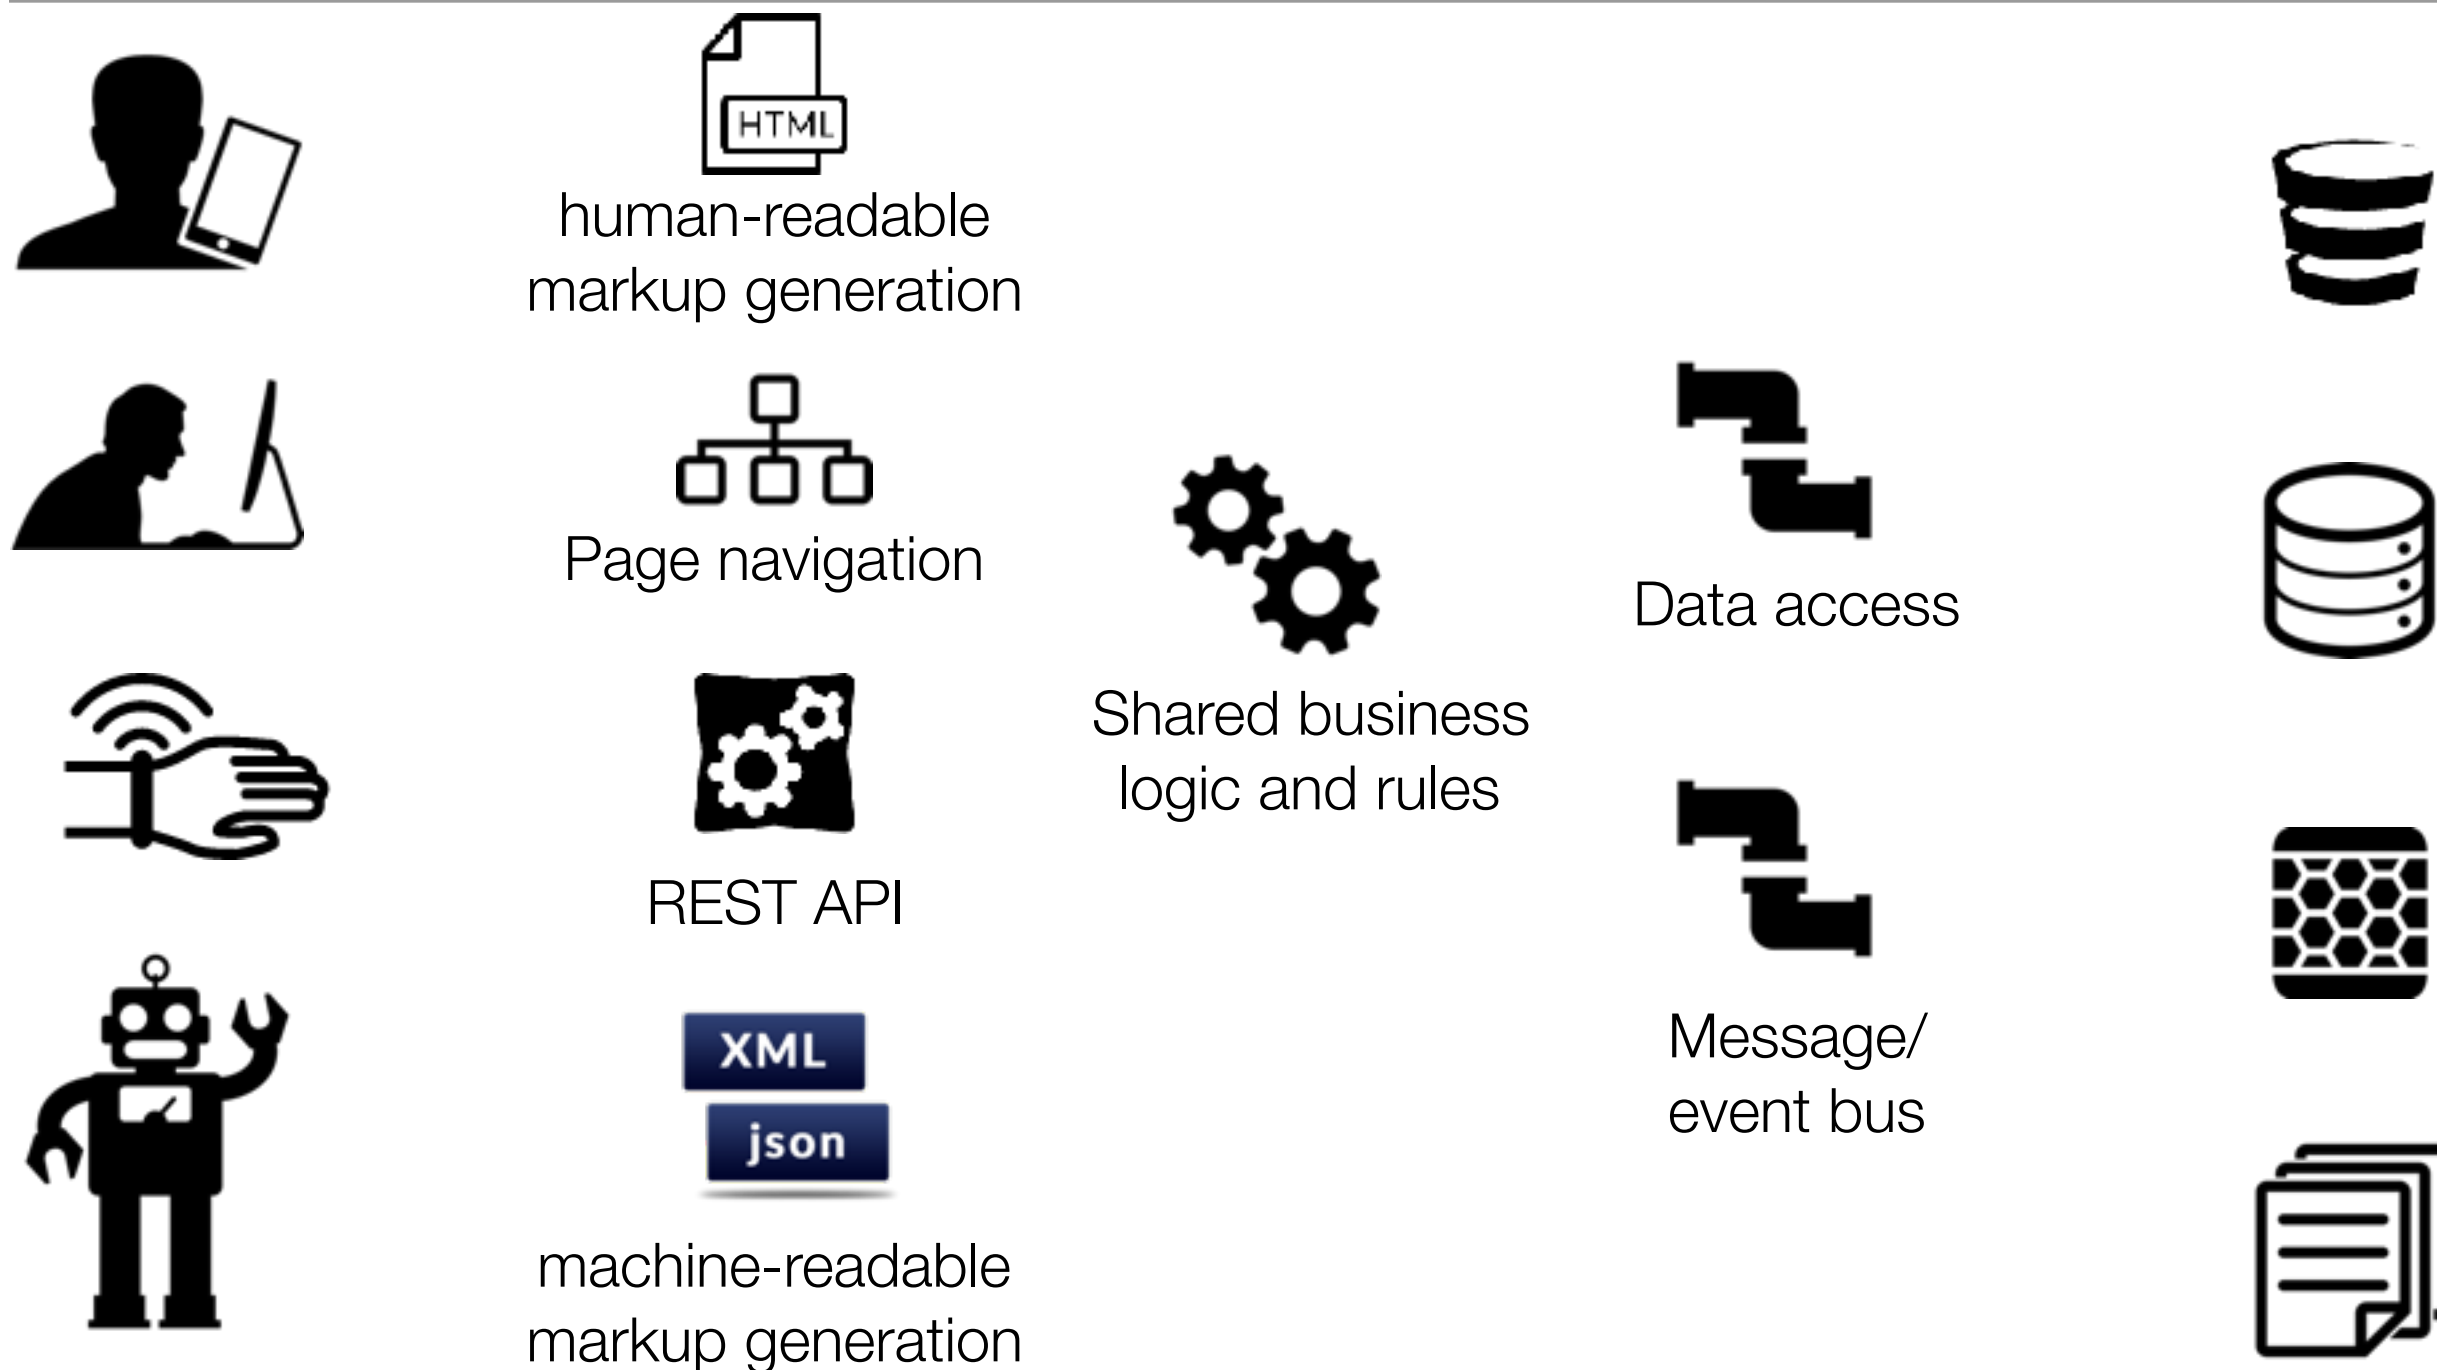 HTML
human-readable
markup generation
Page navigation
REST API
XML
json
machine-readable
markup generation
Shared business
logic and rules
Data access
Message/
event bus